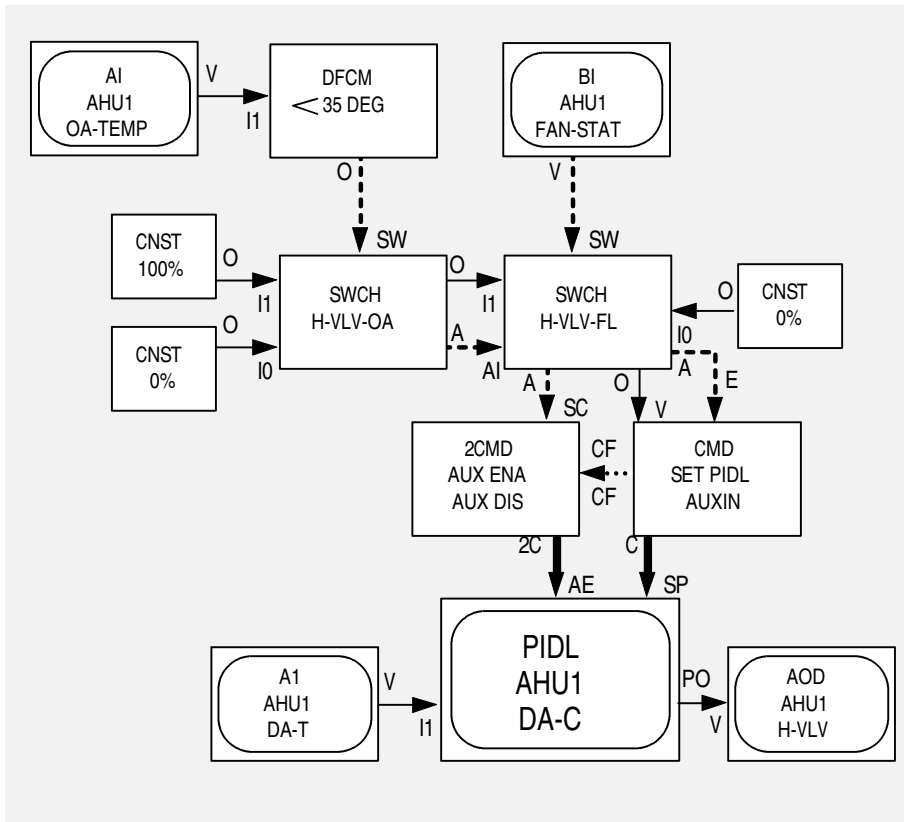 AI
AHU1
OA-TEMP
V
I1
DFCM
< 35 DEG
O
BI
AHU1
FAN-STAT
V
SW
SW
CNST
100%
O
I1
CNST
0%
O
I0
SWCH
H-VLV-OA
O
I1
A
AI
SWCH
H-VLV-FL
O
I0
CNST
0%
A
SC
O
V
A
E
2CMD
AUX ENA
AUX DIS
CF
CF
CMD
SET PIDL
AUXIN
2C
AE
C
SP
A1
AHU1
DA-T
V
I1
PIDL
AHU1
DA-C
PO
V
AOD
AHU1
H-VLV